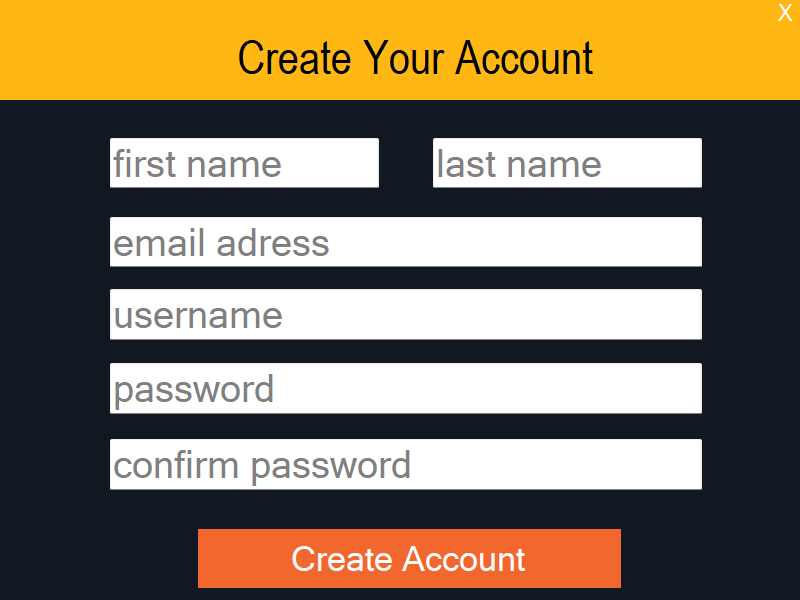 X
Create Your Account
first name last name
email adress
username
password
confirm password
Create Account